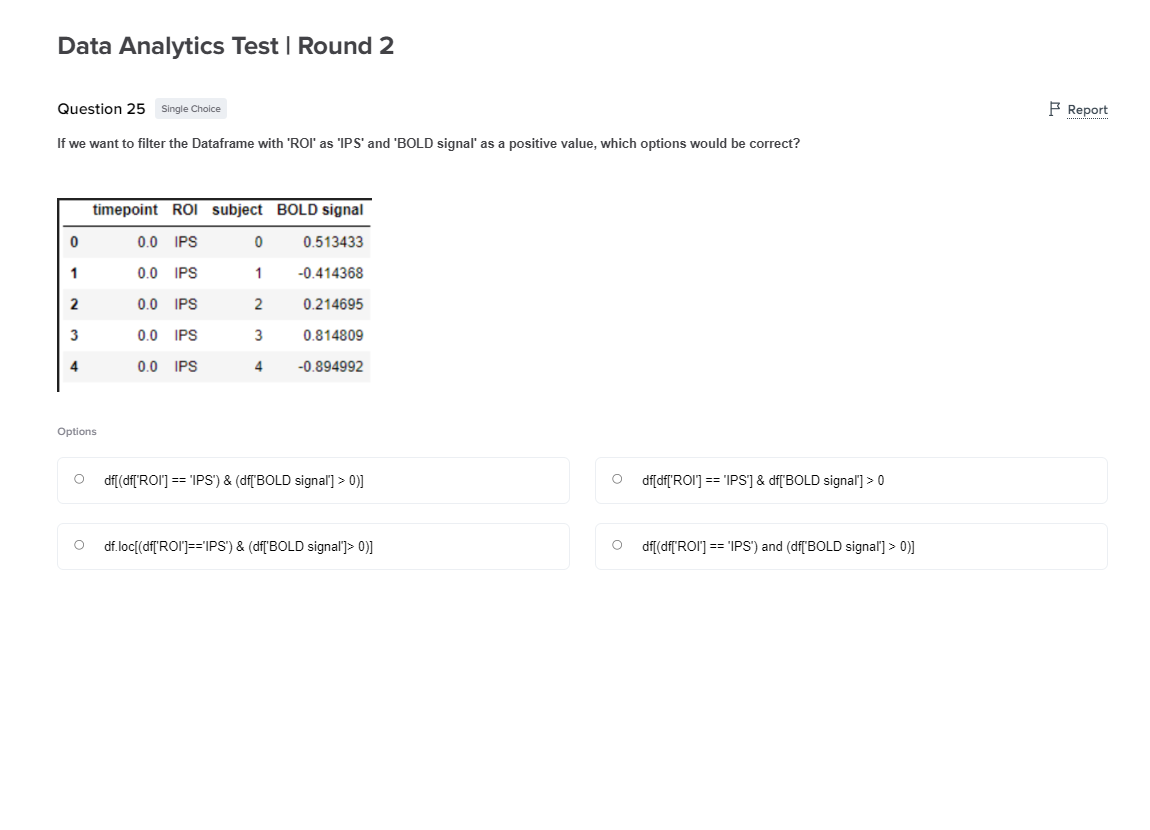 Data Analytics Test | Round 2
Question 25 Single Choice Report
If we want to filter the Dataframe with 'ROI' as 'IPS' and 'BOLD signal' as a positive value, which options would be correct?
timepoint ROI subject BOLD signal
0 0.0 IPS 0 0.513433
1 0.0 IPS 1 -0.414368
2 0.0 IPS 2 0.214695
3 0.0 IPS 3 0.814809
4 0.0 IPS 4 -0.894992
Options
df[(df['ROI'] == 'IPS') & (df['BOLD signal'] > 0)]
df[df['ROI'] == 'IPS'] & df['BOLD signal'] > 0
df.loc[(df['ROI']=='IPS') & (df['BOLD signal']> 0)]
df[(df['ROI'] == 'IPS') and (df['BOLD signal'] > 0)]